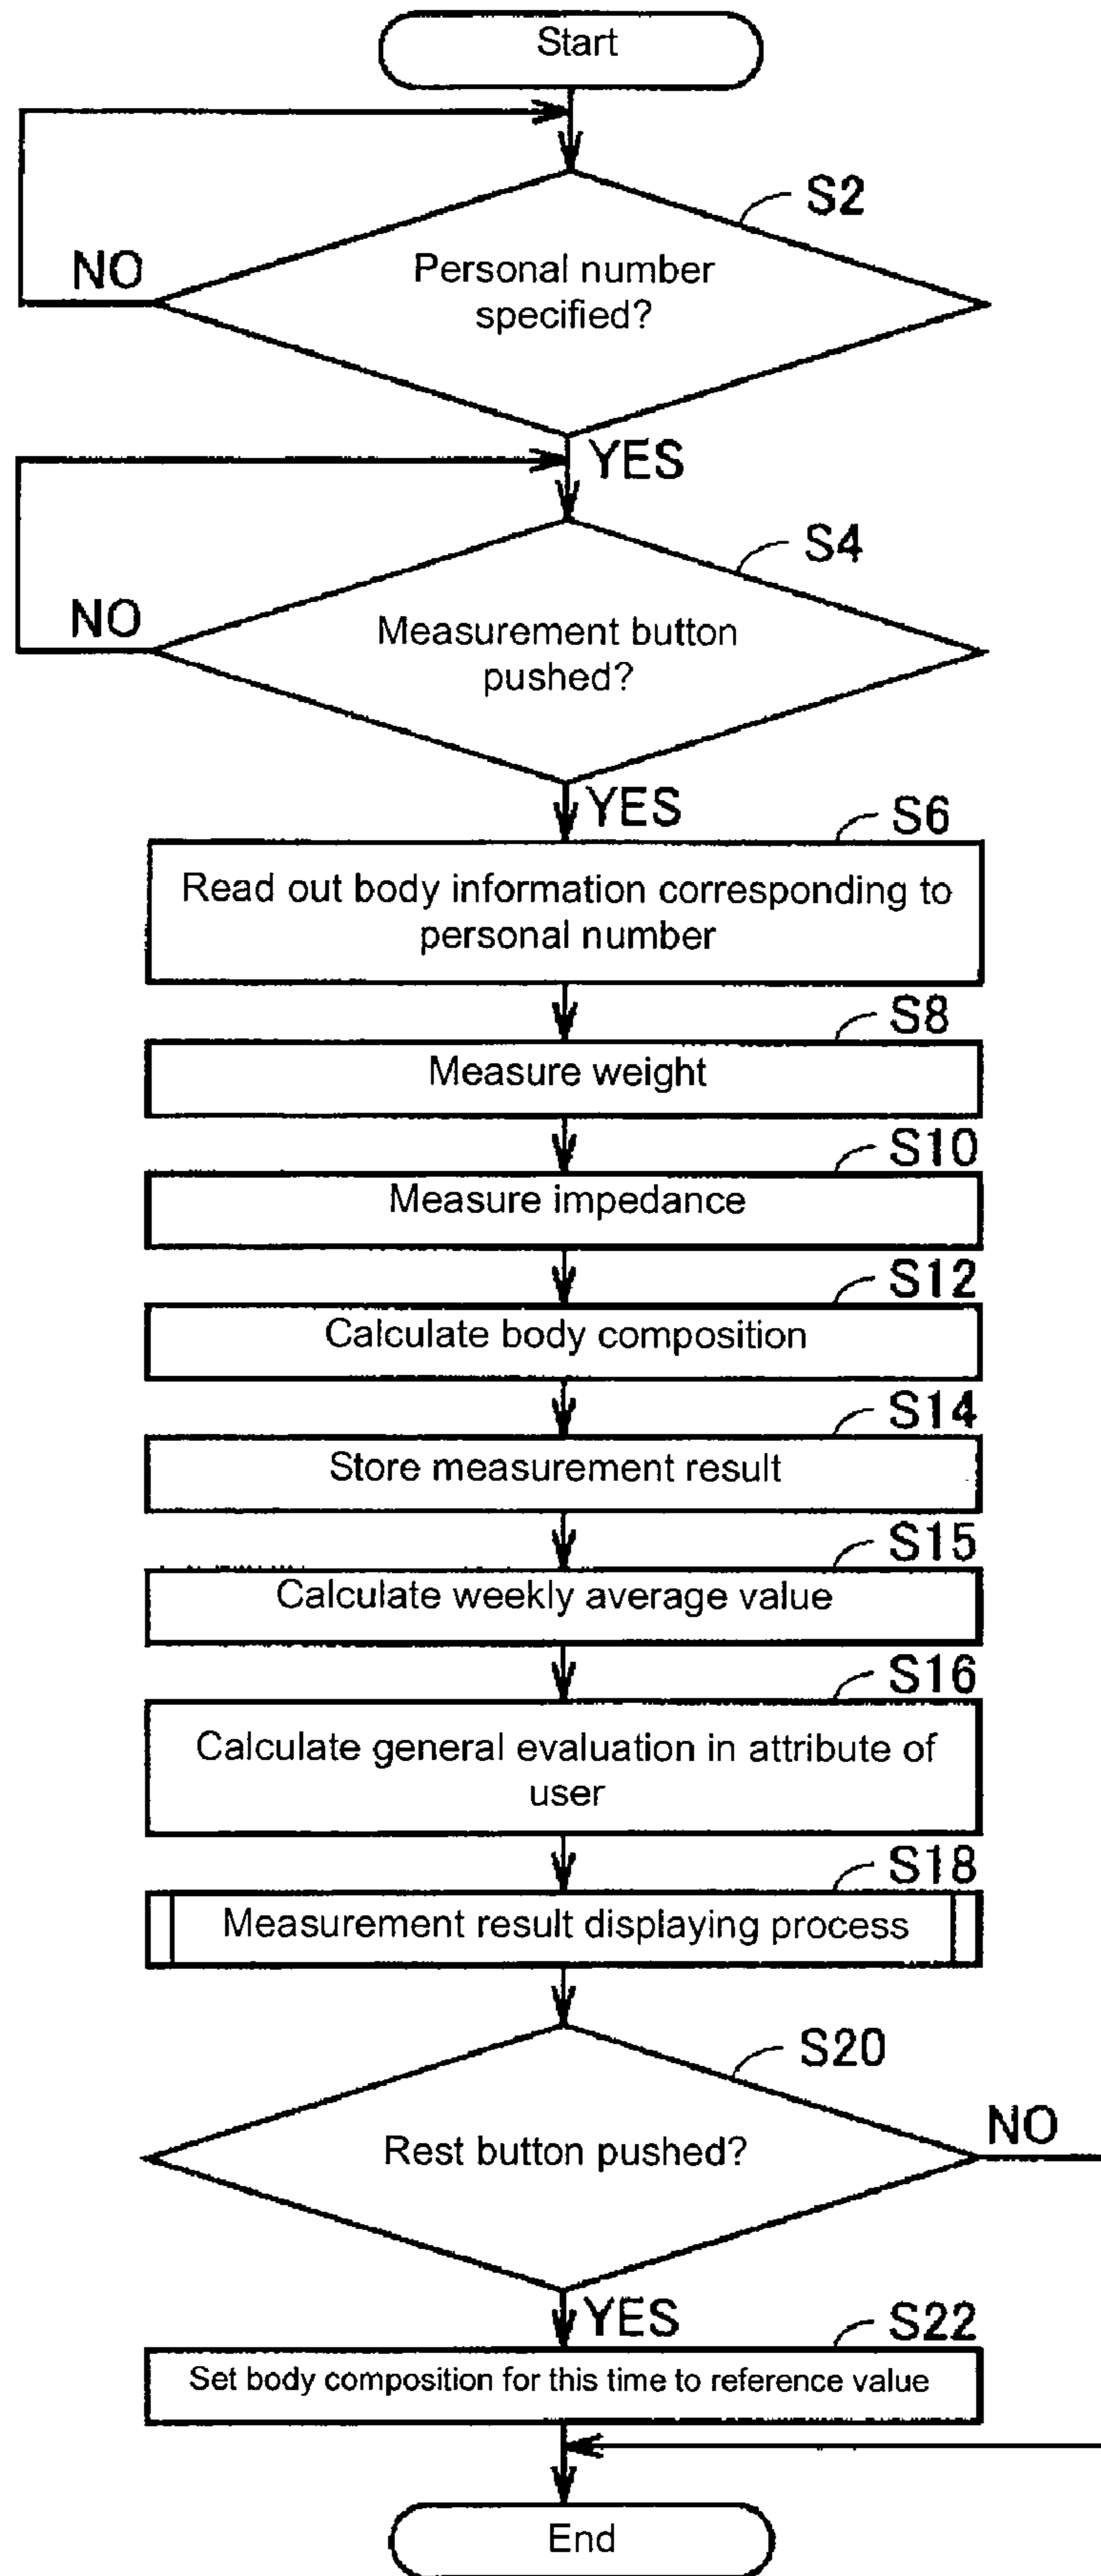 Start
S2
NO
Personal number
specified?
YES
S4
NO
Measurement button
pushed?
YES
S6
Read out body information corresponding to
personal number
S8
Measure weight
S10
Measure impedance
S12
Calculate body composition
S14
Store measurement result
S15
Calculate weekly average value
S16
Calculate general evaluation in attribute of
user
S18
Measurement result displaying process
S20
NO
Rest button pushed?
YES
S22
Set body composition for this time to reference value
End